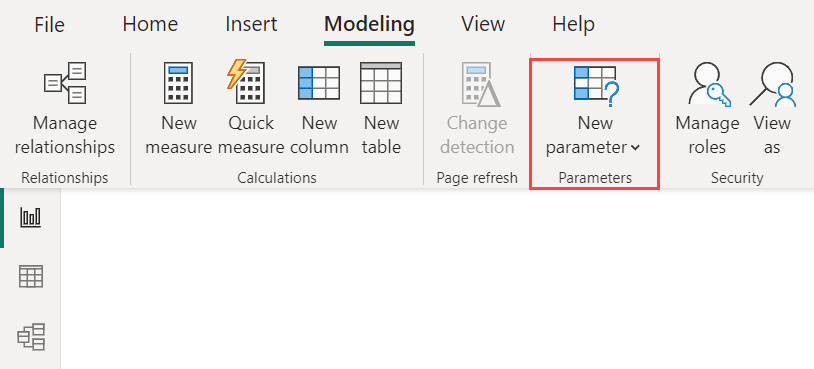 File Home Insert Modeling View Help
Manage relationships
New measure
Quick measure
New column
New table
Change detection
New parameter
Manage roles
View as
Relationships
Calculations
Page refresh
Parameters
Security